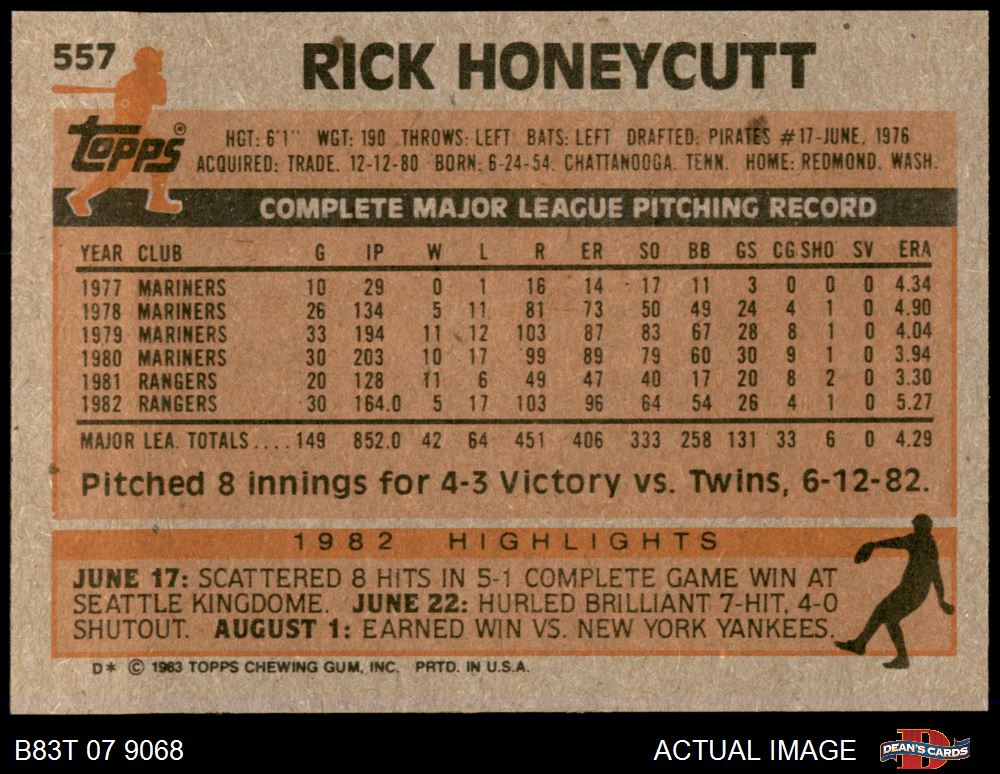 557 RICK HONEYCUTT
Topps®
HGT: 6'1" WGT: 190 THROWS: LEFT BATS: LEFT DRAFTED: PIRATES #17-JUNE, 1976
ACQUIRED: TRADE. 12-12-80 BORN: 6-24-54. CHATTANOOGA. TENN. HOME: REDMOND, WASH.
COMPLETE MAJOR LEAGUE PITCHING RECORD
YEAR CLUB G IP W L R ER SO BB GS CG SHO SV ERA
1977 MARINERS 10 29 0 1 16 14 17 11 3 0 0 0 4.34
1978 MARINERS 26 134 5 11 81 73 50 49 24 4 1 0 4.90
1979 MARINERS 33 194 11 12 103 87 83 67 28 8 1 0 4.04
1980 MARINERS 30 203 10 17 99 89 79 60 30 9 1 0 3.94
1981 RANGERS 20 128 11 6 49 47 40 17 20 8 2 0 3.30
1982 RANGERS 30 164.0 5 17 103 96 64 54 26 4 1 0 5.27
MAJOR LEA. TOTALS....149 852.0 42 64 451 406 333 258 131 33 6 0 4.29
Pitched 8 innings for 4-3 Victory vs. Twins, 6-12-82.
1982 HIGHLIGHTS
JUNE 17: SCATTERED 8 HITS IN 5-1 COMPLETE GAME WIN AT
SEATTLE KINGDOME. JUNE 22: HURLED BRILLIANT 7-HIT, 4-0
SHUTOUT. AUGUST 1: EARNED WIN VS. NEW YORK YANKEES.
D* © 1983 TOPPS CHEWING GUM, INC. PRTD. IN U.S.A.
B83T 07 9068 ACTUAL IMAGE DEAN'S CARDS